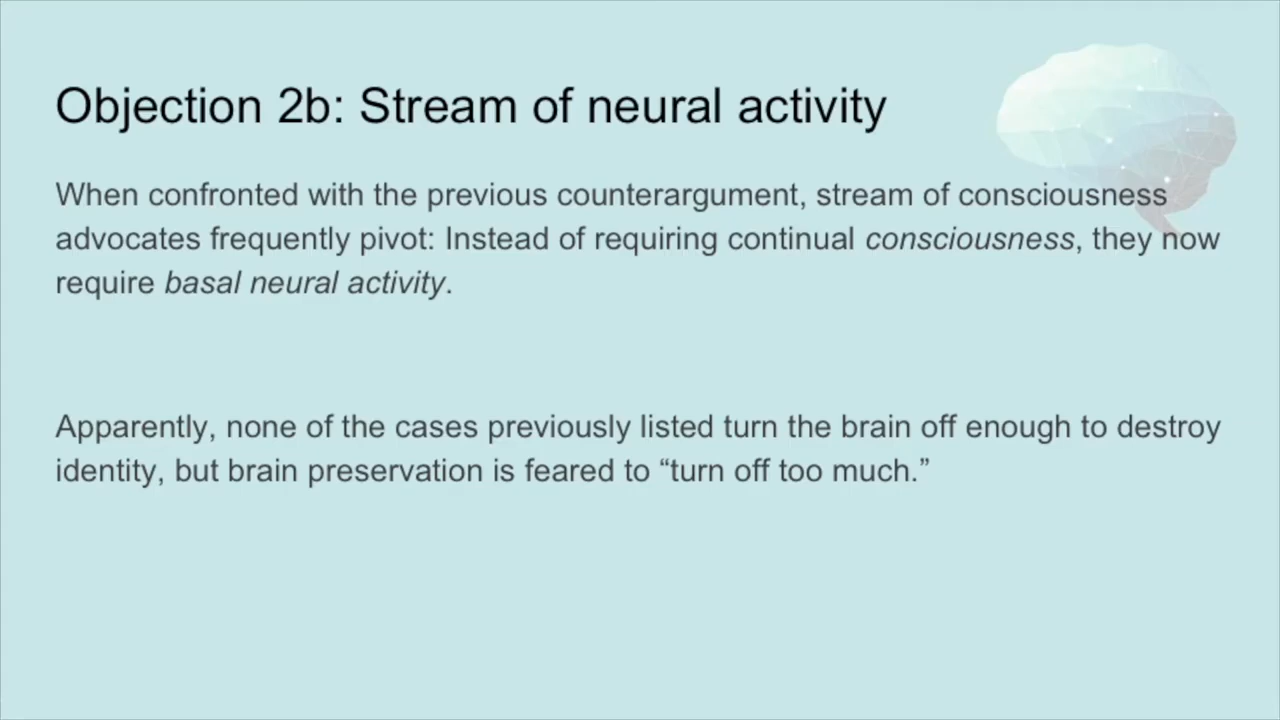 Objection 2b: Stream of neural activity
When confronted with the previous counterargument, stream of consciousness
advocates frequently pivot: Instead of requiring continual consciousness, they now
require basal neural activity.
Apparently, none of the cases previously listed turn the brain off enough to destroy
identity, but brain preservation is feared to “turn off too much.”